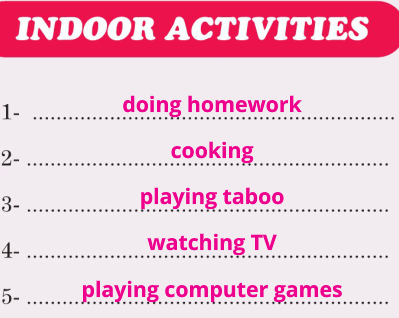 INDOOR ACTIVITIES
1- doing homework
2- cooking
3- playing taboo
4- watching TV
5- playing computer games